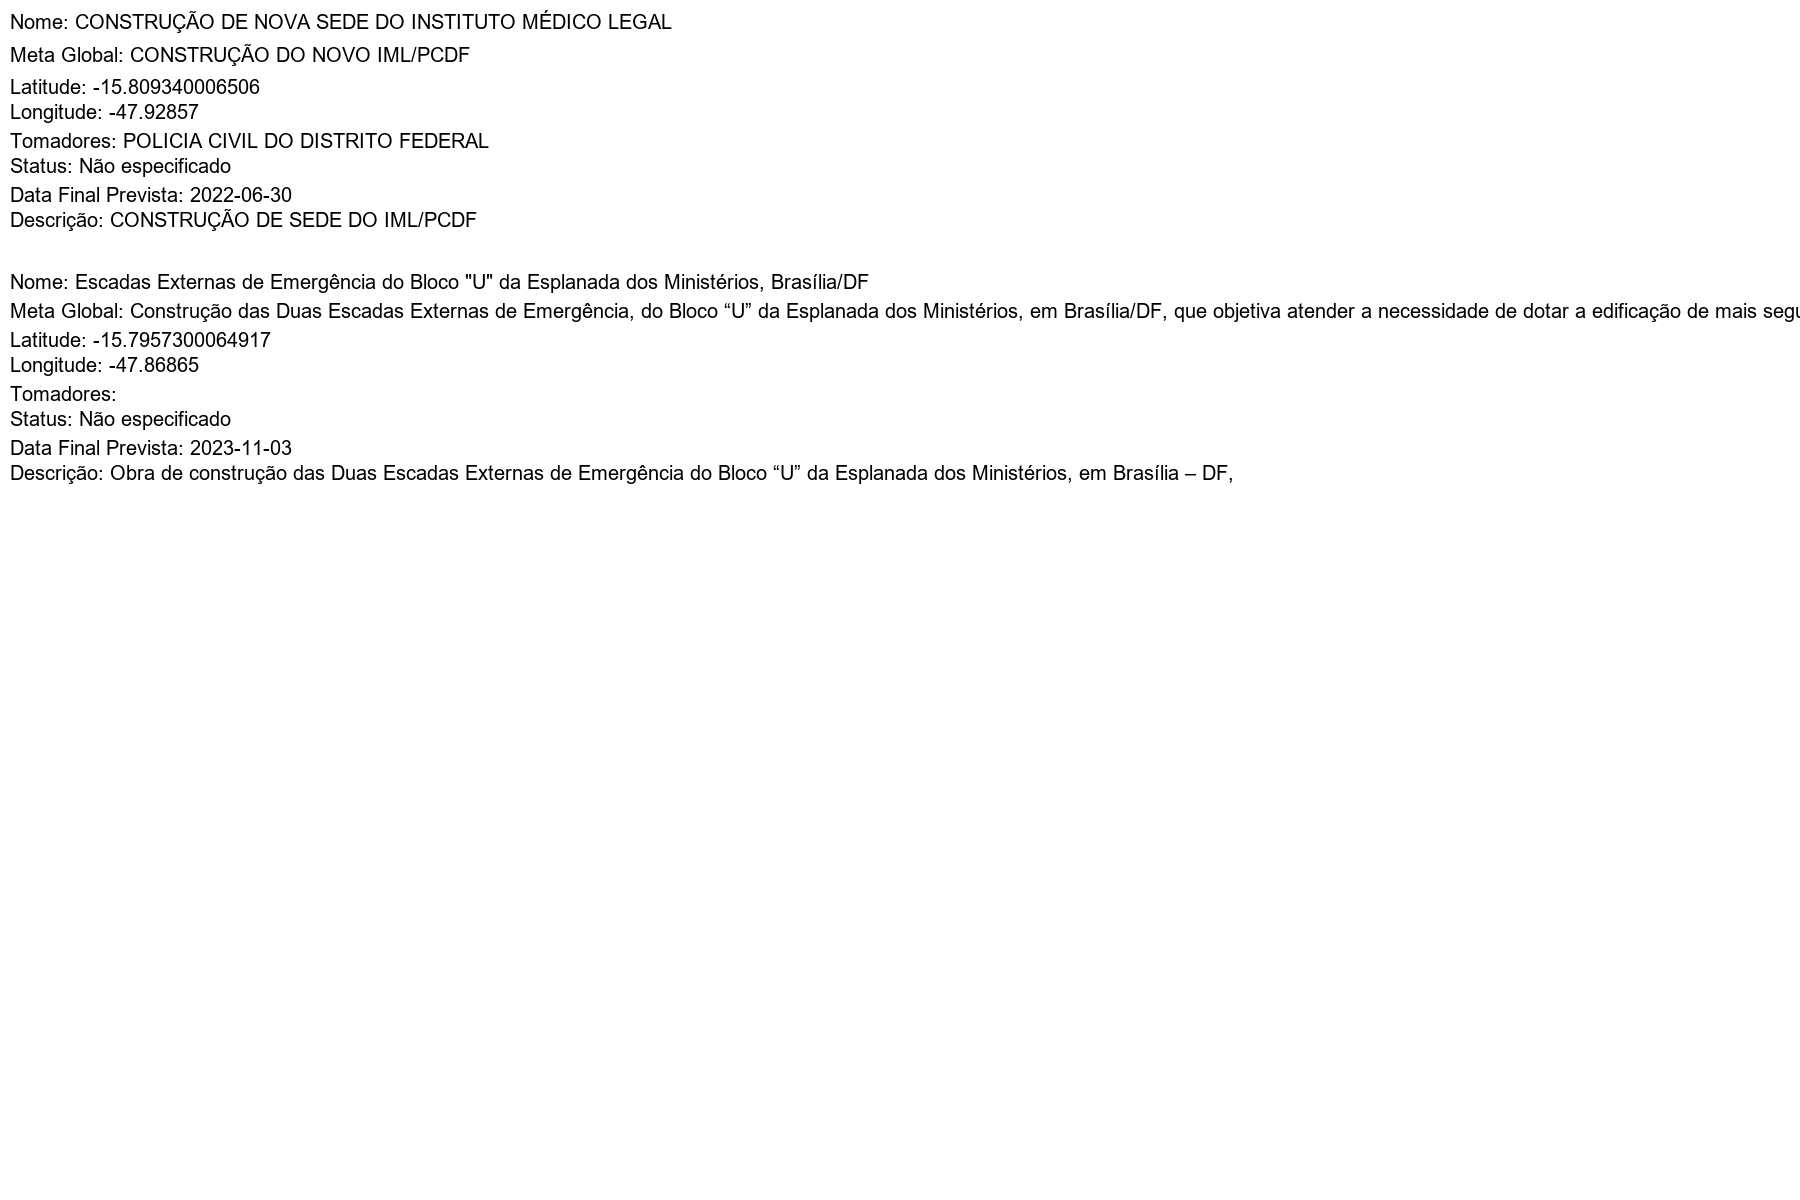 Nome: CONSTRUÇÃO DE NOVA SEDE DO INSTITUTO MÉDICO LEGAL
Meta Global: CONSTRUÇÃO DO NOVO IML/PCDF
Latitude: -15.809340006506
Longitude: -47.92857
Tomadores: POLICIA CIVIL DO DISTRITO FEDERAL
Status: Não especificado
Data Final Prevista: 2022-06-30
Descrição: CONSTRUÇÃO DE SEDE DO IML/PCDF
Nome: Escadas Externas de Emergência do Bloco "U" da Esplanada dos Ministérios, Brasília/DF
Meta Global: Construção das Duas Escadas Externas de Emergência, do Bloco “U” da Esplanada dos Ministérios, em Brasília/DF, que objetiva atender a necessidade de dotar a edificação de mais
Latitude: -15.7957300064917
Longitude: -47.86865
Tomadores:
Status: Não especificado
Data Final Prevista: 2023-11-03
Descrição: Obra de construção das Duas Escadas Externas de Emergência do Bloco “U” da Esplanada dos Ministérios, em Brasília – DF,